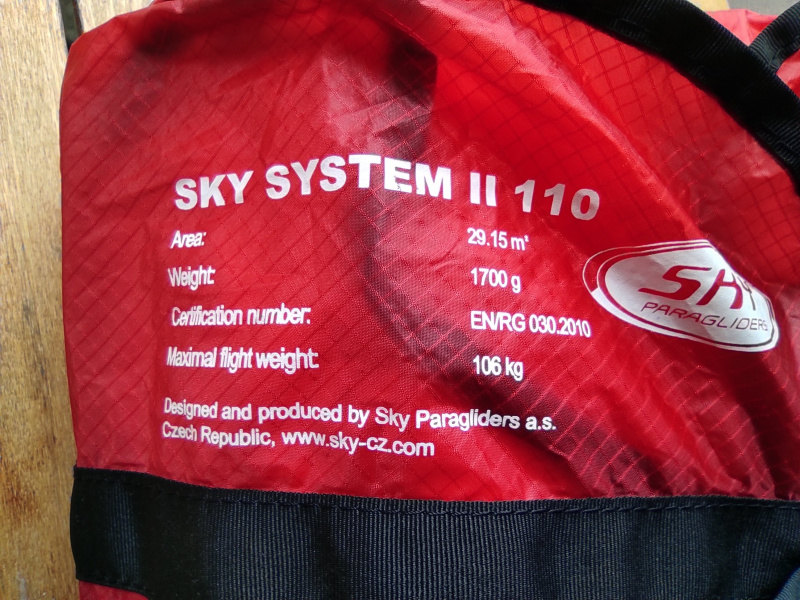 SKY SYSTEM II 110
Area: 29.15 m²
Weight: 1700 g
Certification number: EN/RG 030.2010
Maximal flight weight: 106 kg
Designed and produced by Sky Paragliders a.s.
Czech Republic, www.sky-cz.com
SKY
PARAGLIDERS